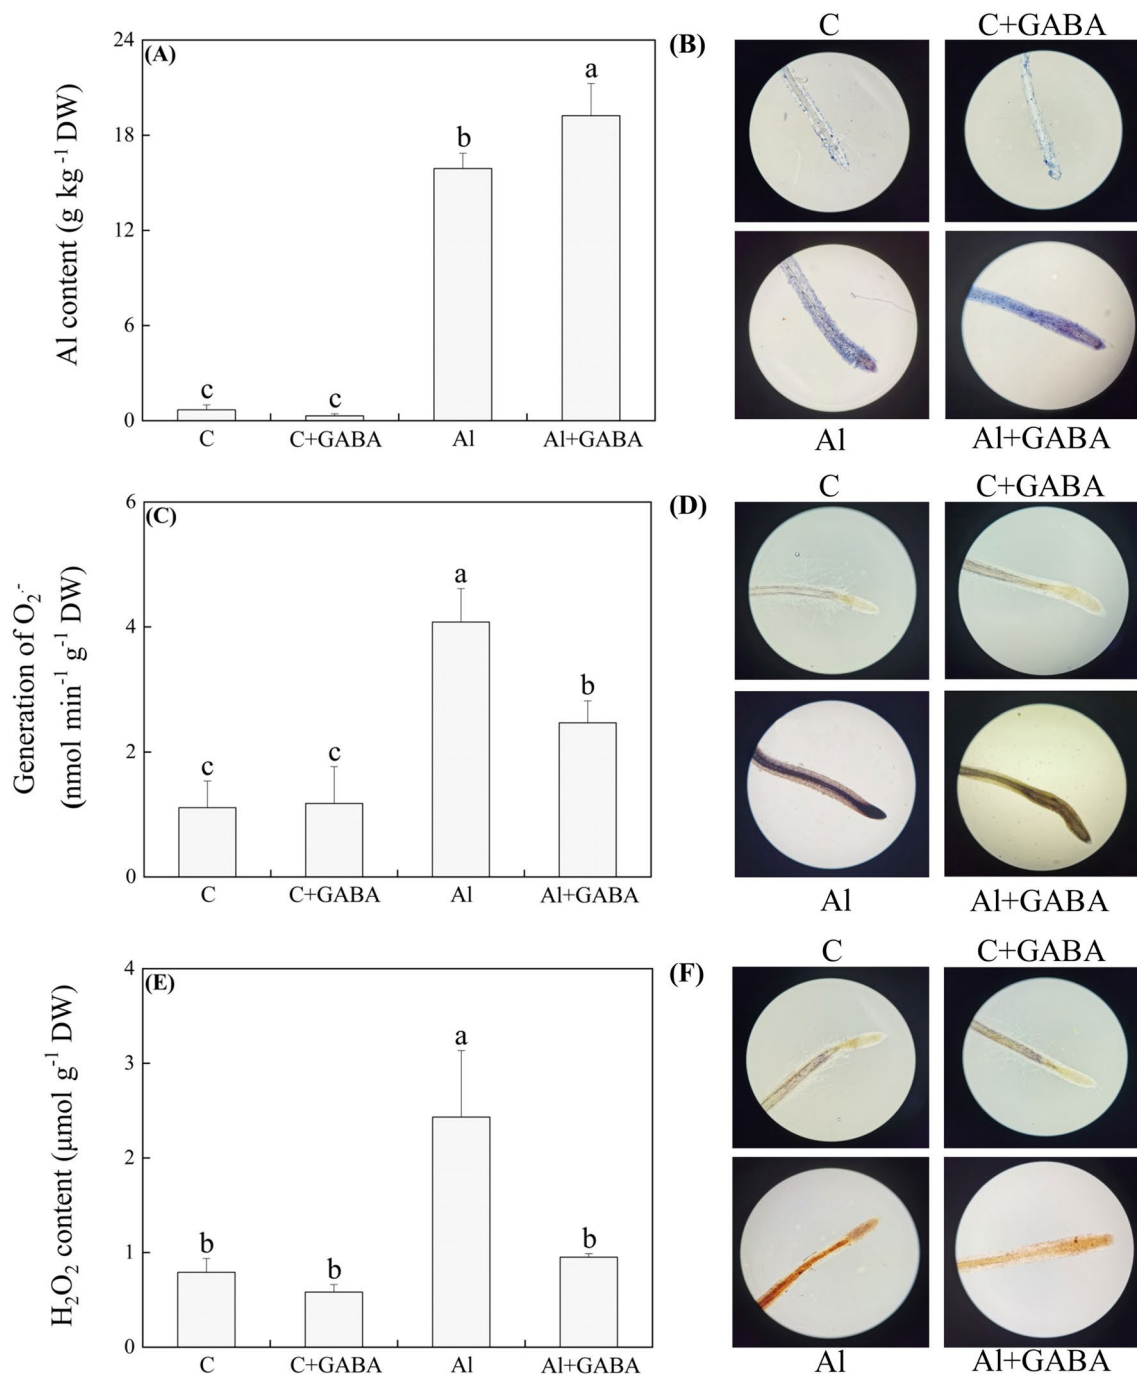 (A)
Al content (g kg⁻¹ DW)
24
18
12
6
0
c
c
b
a
C C+GABA Al Al+GABA
(B)
C C+GABA
Al Al+GABA
(C)
Generation of O₂·⁻
(nmol min⁻¹ g⁻¹ DW)
6
4
2
0
c
c
a
b
C C+GABA Al Al+GABA
(D)
C C+GABA
Al Al+GABA
(E)
H₂O₂ content (μmol g⁻¹ DW)
4
3
2
1
0
b
b
a
b
C C+GABA Al Al+GABA
(F)
C C+GABA
Al Al+GABA